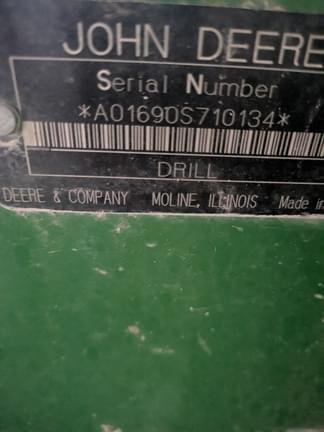 JOHN DEERE
Serial Number
*A01690S710134*
DRILL
DEERE & COMPANY MOLINE, ILLINOIS Made in